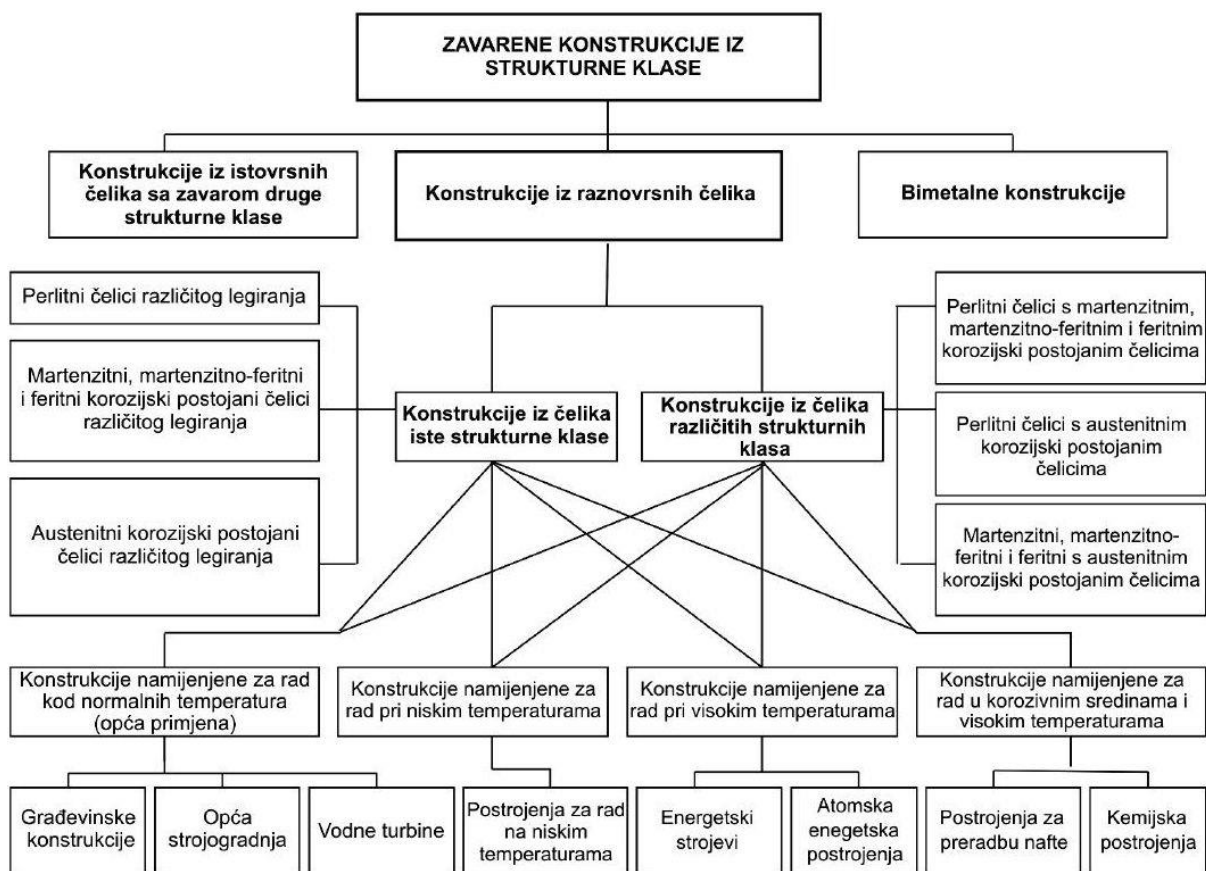 ZAVARENE KONSTRUKCIJE IZ
STRUKTURNE KLASE
Konstrukcije iz istovrsnih
čelika sa zavarom druge
strukturne klase
Konstrukcije iz raznovrsnih čelika
Bimetalne konstrukcije
Perlitni čelici različitog legiranja
Martenzitni, martenzitno-feritni
i feritni korozijski postojani čelici
različitog legiranja
Austenitni korozijski postojani
čelici različitog legiranja
Konstrukcije iz čelika
iste strukturne klase
Konstrukcije iz čelika
različitih strukturnih
klasa
Perlitni čelici s martenzitnim,
martenzitno-feritnim i feritnim
korozijski postojanim čelicima
Perlitni čelici s austenitnim
korozijski postojanim
čelicima
Martenzitni, martenzitno-
feritni i feritni s austenitnim
korozijski postojanim čelicima
Konstrukcije namijenjene za rad
kod normalnih temperatura
(opća primjena)
Konstrukcije namijenjene za
rad pri niskim temperaturama
Konstrukcije namijenjene za
rad pri visokim temperaturama
Konstrukcije namijenjene za
rad u korozivnim sredinama i
visokim temperaturama
Građevinske
konstrukcije
Opća
strojogradnja
Vodne turbine
Postrojenja za rad
na niskim
temperaturama
Energetski
strojevi
Atomska
enegetska
postrojenja
Postrojenja za
preradbu nafte
Kemijska
postrojenja